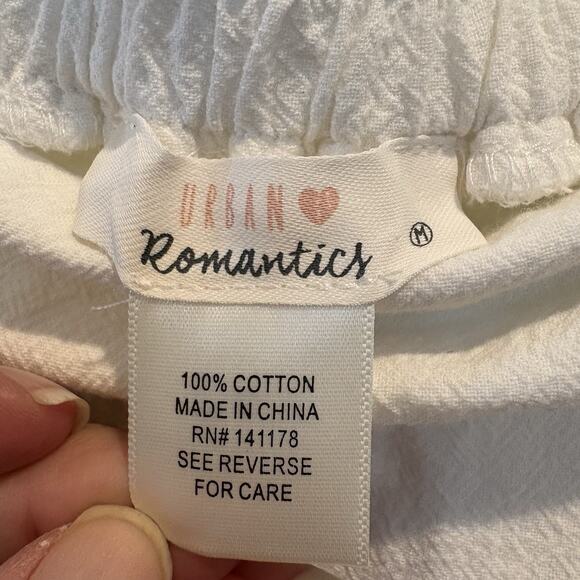 URBAN ♥
Romantics
M
100% COTTON
MADE IN CHINA
RN# 141178
SEE REVERSE
FOR CARE